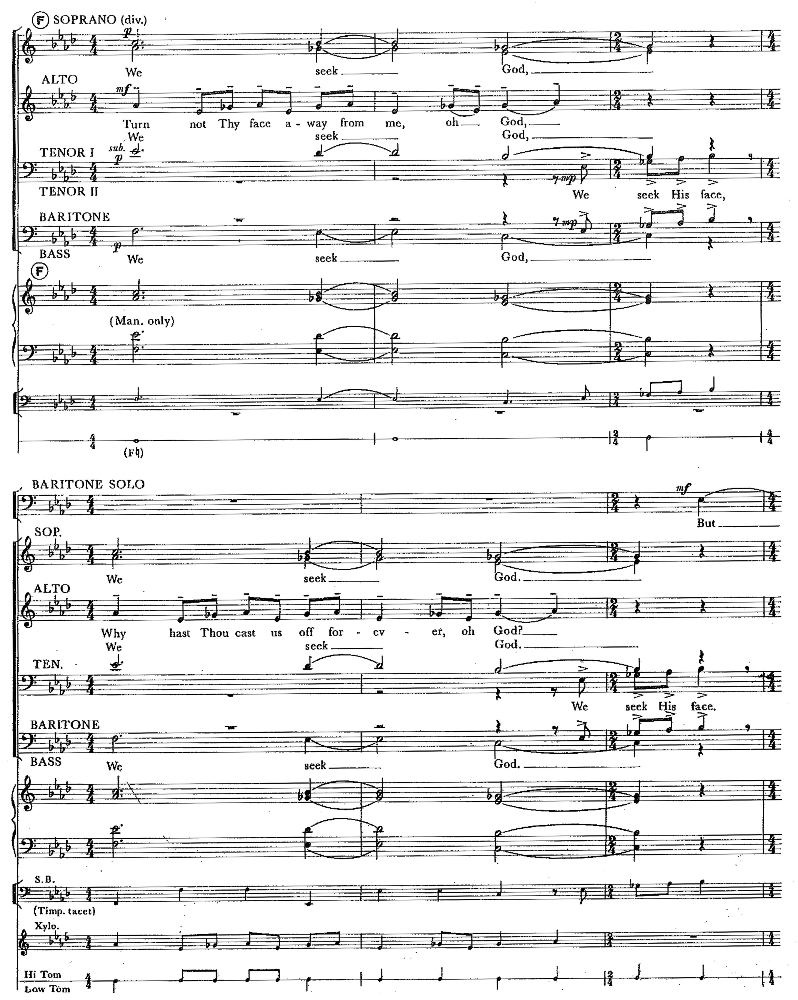 F SOPRANO (div.)
p
We seek God,
ALTO
mf
Turn not Thy face a - way from me, oh God,
We seek God,
TENOR I sub. p
mp
TENOR II
We seek His face,
BARITONE
mp
p
BASS
We seek God,
F
(Man. only)
(F♮)
BARITONE SOLO
mf
But
SOP.
We seek God.
ALTO
Why hast Thou cast us off for - ev - er, oh God?
We seek God.
TEN.
We seek His face.
BARITONE
BASS
We seek God.
S.B.
(Timp. tacet)
Xylo.
Hi Tom
Low Tom